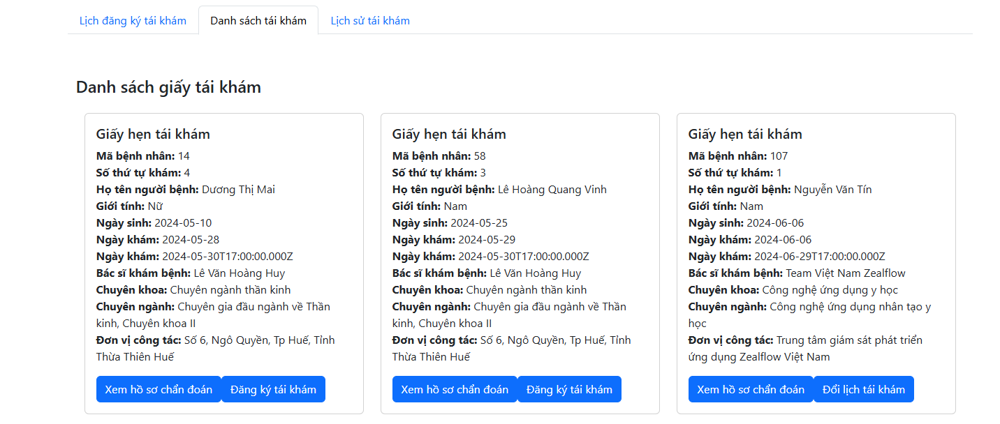 Lịch đăng ký tái khám
Danh sách tái khám
Lịch sử tái khám
Danh sách giấy tái khám
Giấy hẹn tái khám
Mã bệnh nhân: 14
Số thứ tự khám: 4
Họ tên người bệnh: Dương Thị Mai
Giới tính: Nữ
Ngày sinh: 2024-05-10
Ngày khám: 2024-05-28
Ngày khám: 2024-05-30T17:00:00.000Z
Bác sĩ khám bệnh: Lê Văn Hoàng Huy
Chuyên khoa: Chuyên ngành thần kinh
Chuyên ngành: Chuyên gia đầu ngành về Thần
kinh, Chuyên khoa II
Đơn vị công tác: Số 6, Ngô Quyền, Tp Huế, Tỉnh
Thừa Thiên Huế
Xem hồ sơ chẩn đoán
Đăng ký tái khám
Giấy hẹn tái khám
Mã bệnh nhân: 58
Số thứ tự khám: 3
Họ tên người bệnh: Lê Hoàng Quang Vinh
Giới tính: Nam
Ngày sinh: 2024-05-25
Ngày khám: 2024-05-29
Ngày khám: 2024-05-30T17:00:00.000Z
Bác sĩ khám bệnh: Lê Văn Hoàng Huy
Chuyên khoa: Chuyên ngành thần kinh
Chuyên ngành: Chuyên gia đầu ngành về Thần
kinh, Chuyên khoa II
Đơn vị công tác: Số 6, Ngô Quyền, Tp Huế, Tỉnh
Thừa Thiên Huế
Xem hồ sơ chẩn đoán
Đăng ký tái khám
Giấy hẹn tái khám
Mã bệnh nhân: 107
Số thứ tự khám: 1
Họ tên người bệnh: Nguyễn Văn Tín
Giới tính: Nam
Ngày sinh: 2024-06-06
Ngày khám: 2024-06-06
Ngày khám: 2024-06-29T17:00:00.000Z
Bác sĩ khám bệnh: Team Việt Nam Zealflow
Chuyên khoa: Công nghệ ứng dụng y học
Chuyên ngành: Công nghệ ứng dụng nhân tạo y
học
Đơn vị công tác: Trung tâm giám sát phát triển
ứng dụng Zealflow Việt Nam
Xem hồ sơ chẩn đoán
Đổi lịch tái khám